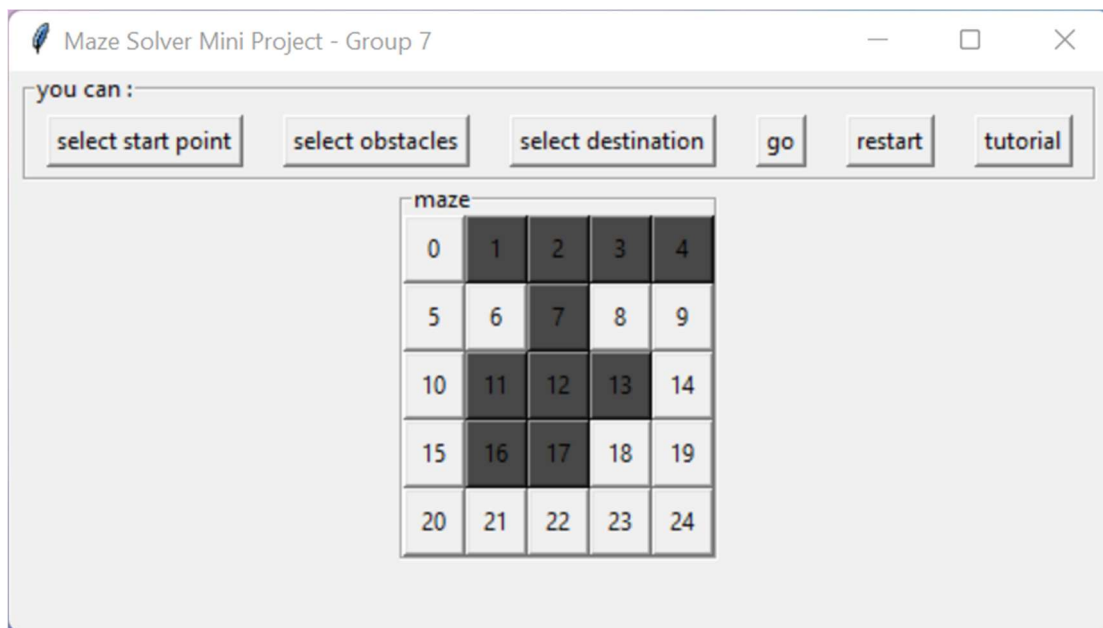 Maze Solver Mini Project - Group 7
you can :
select start point select obstacles select destination go restart tutorial
maze
0 1 2 3 4
5 6 7 8 9
10 11 12 13 14
15 16 17 18 19
20 21 22 23 24